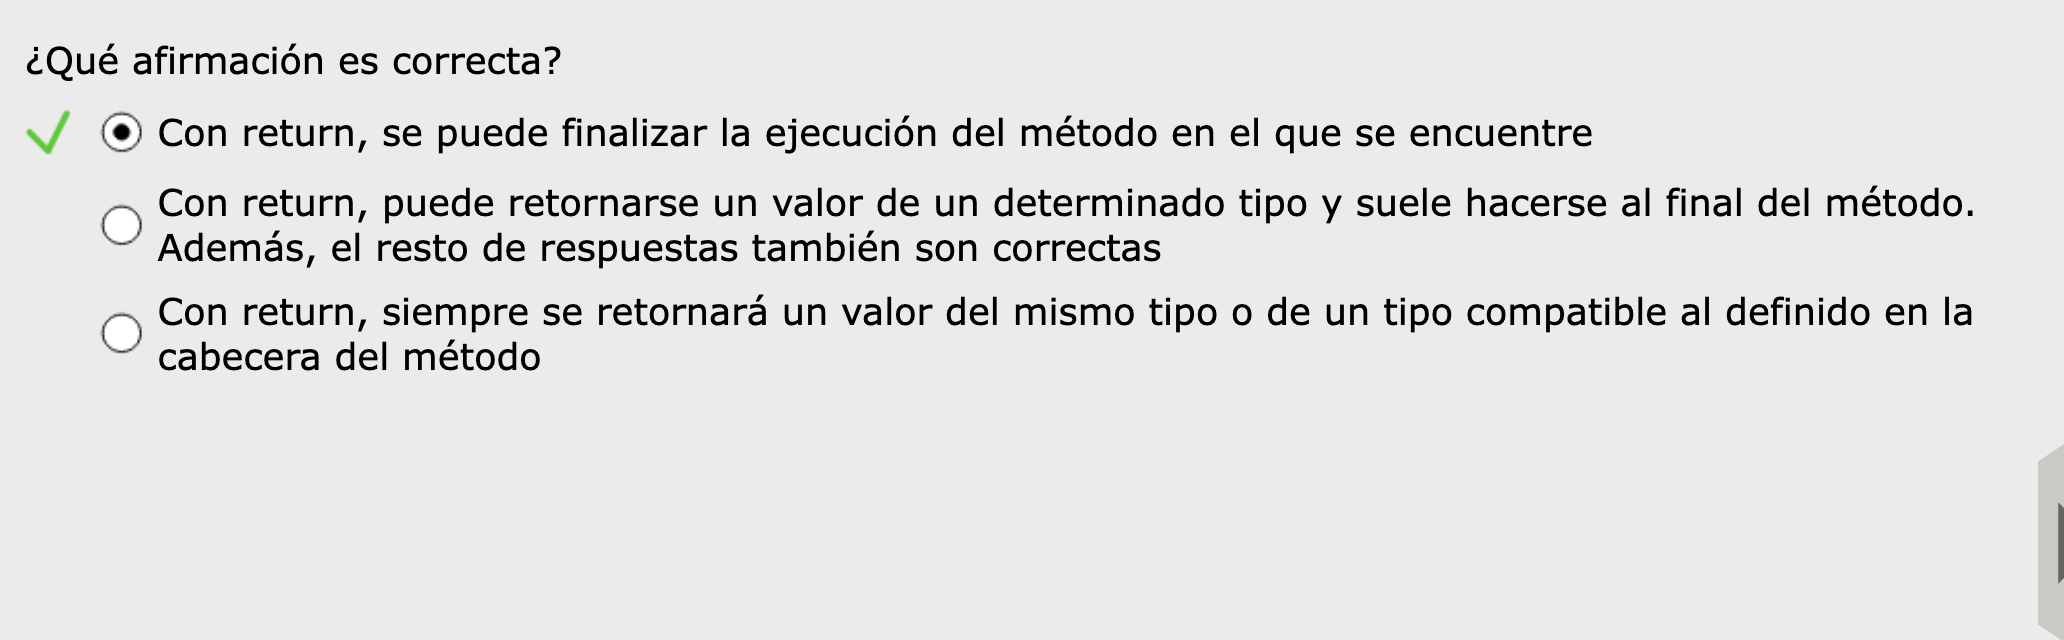 ¿Qué afirmación es correcta?
Con return, se puede finalizar la ejecución del método en el que se encuentre
Con return, puede retornarse un valor de un determinado tipo y suele hacerse al final del método.
Además, el resto de respuestas también son correctas
Con return, siempre se retornará un valor del mismo tipo o de un tipo compatible al definido en la
cabecera del método